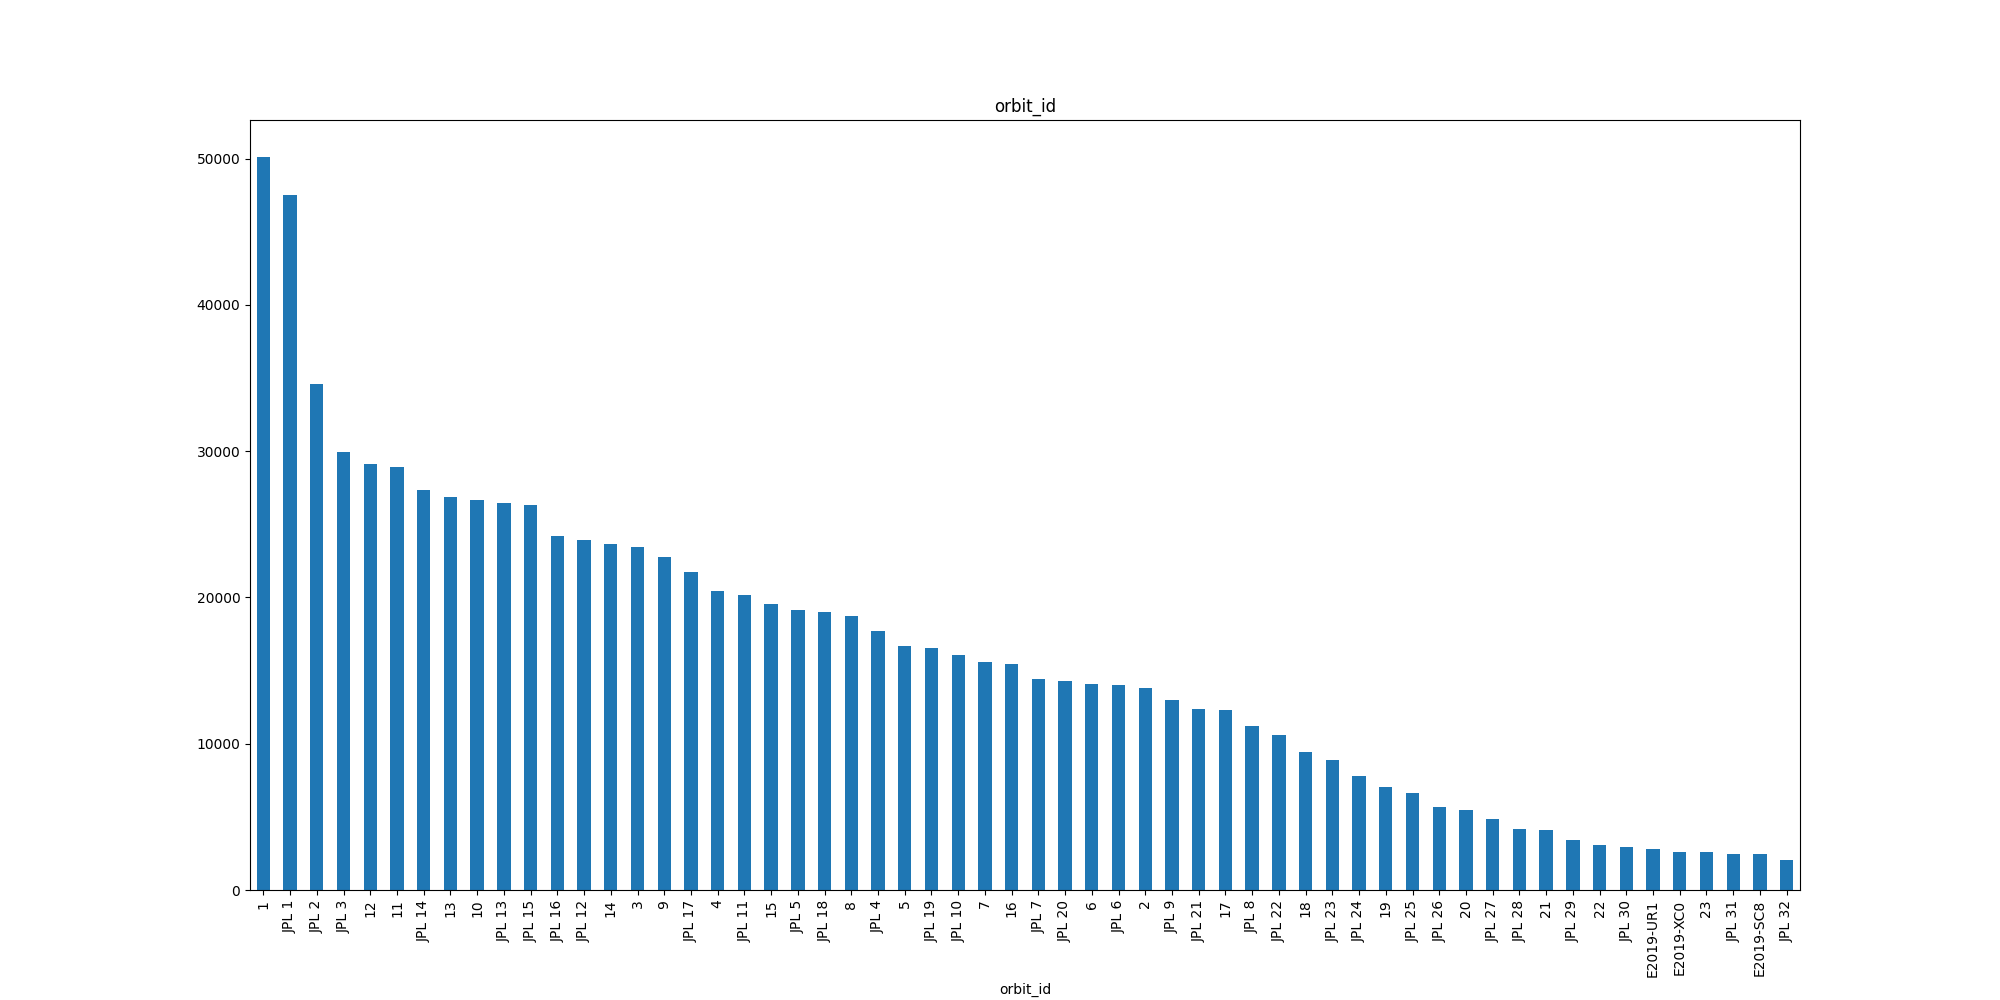 orbit_id
50000
40000
30000
20000
10000
0
1
JPL 1
JPL 2
JPL 3
12
11
JPL 14
13
10
JPL 13
JPL 15
JPL 16
JPL 12
14
3
9
JPL 17
4
JPL 11
15
JPL 5
JPL 18
8
JPL 4
5
JPL 19
JPL 10
7
16
JPL 7
JPL 20
6
JPL 6
2
JPL 9
JPL 21
17
JPL 8
JPL 22
18
JPL 23
JPL 24
19
JPL 25
JPL 26
20
JPL 27
JPL 28
21
JPL 29
22
JPL 30
E2019-UR1
E2019-XC0
23
JPL 31
E2019-SC8
JPL 32
orbit_id